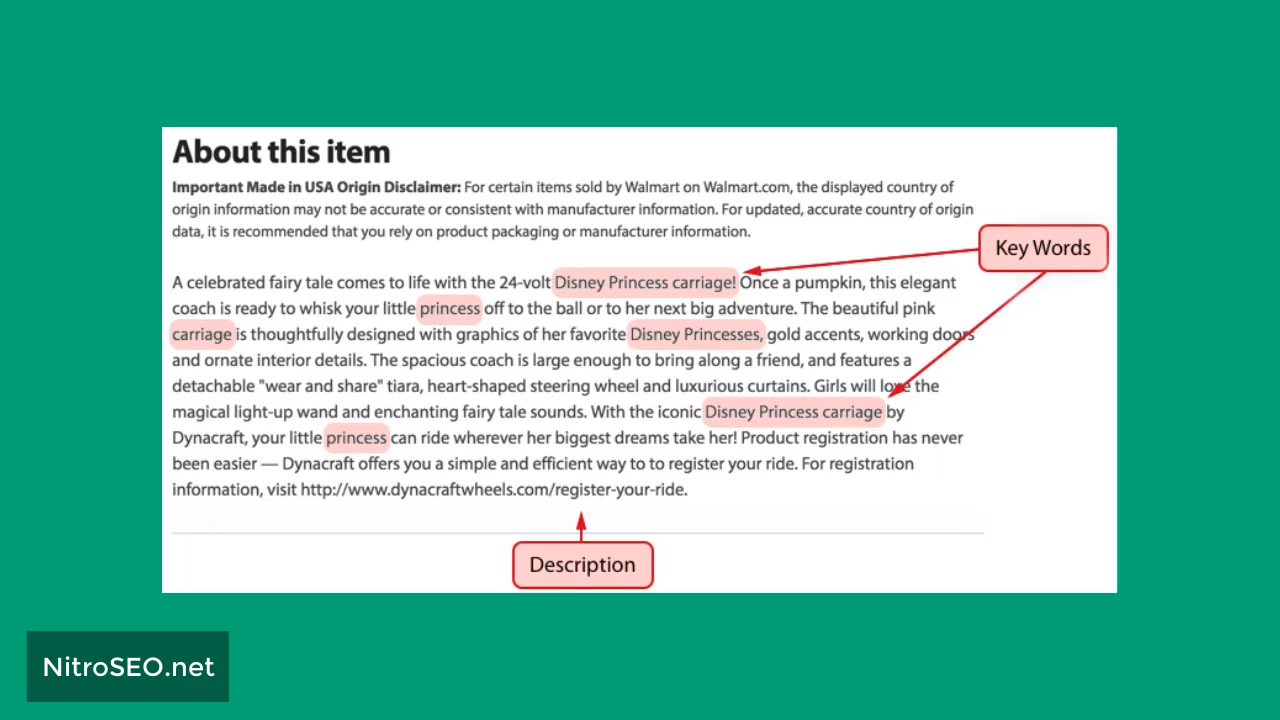 About this item
Important Made in USA Origin Disclaimer: For certain items sold by Walmart on Walmart.com, the displayed country of
origin information may not be accurate or consistent with manufacturer information. For updated, accurate country of origin
data, it is recommended that you rely on product packaging or manufacturer information.
Key Words
A celebrated fairy tale comes to life with the 24-volt Disney Princess carriage! Once a pumpkin, this elegant
coach is ready to whisk your little princess off to the ball or to her next big adventure. The beautiful pink
carriage is thoughtfully designed with graphics of her favorite Disney Princesses, gold accents, working doors
and ornate interior details. The spacious coach is large enough to bring along a friend, and features a
detachable "wear and share" tiara, heart-shaped steering wheel and luxurious curtains. Girls will love the
magical light-up wand and enchanting fairy tale sounds. With the iconic Disney Princess carriage by
Dynacraft, your little princess can ride wherever her biggest dreams take her! Product registration has never
been easier — Dynacraft offers you a simple and efficient way to to register your ride. For registration
information, visit http://www.dynacraftwheels.com/register-your-ride.
Description
NitroSEO.net